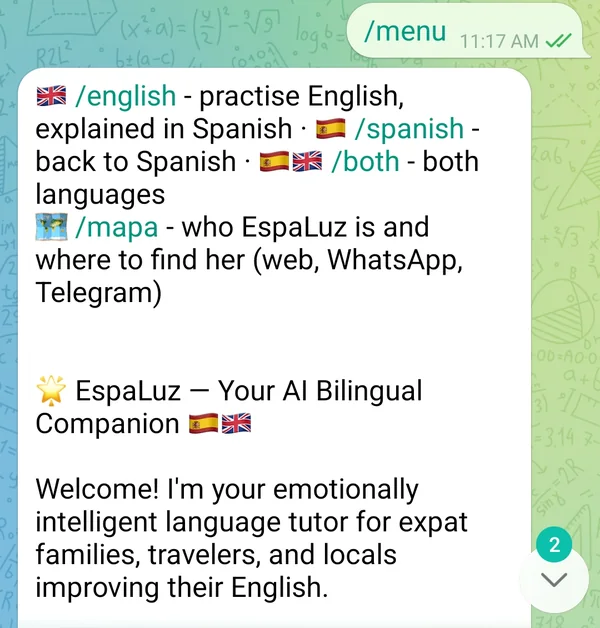 /menu 11:17 AM
🇬🇧 /english - practise English,
explained in Spanish · 🇪🇸 /spanish -
back to Spanish · 🇪🇸🇬🇧 /both - both
languages
🗺️ /mapa - who EspaLuz is and
where to find her (web, WhatsApp,
Telegram)
🌟 EspaLuz — Your AI Bilingual
Companion 🇪🇸🇬🇧
Welcome! I'm your emotionally
intelligent language tutor for expat
families, travelers, and locals
improving their English.
2